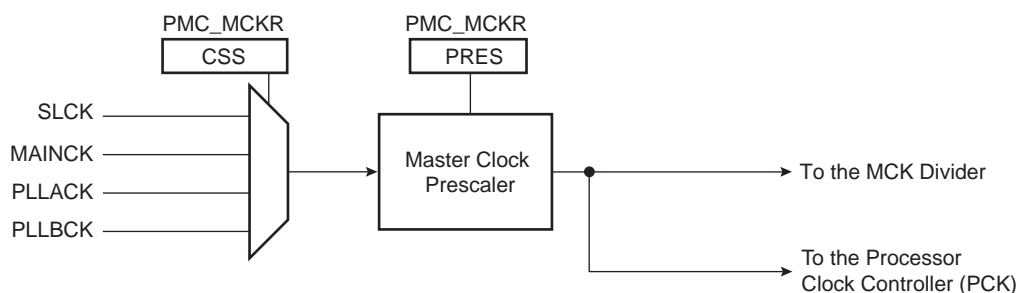 PMC_MCKR
PMC_MCKR
CSS
PRES
SLCK
MAINCK
PLLACK
PLLBCK
Master Clock
Prescaler
To the MCK Divider
To the Processor
Clock Controller (PCK)